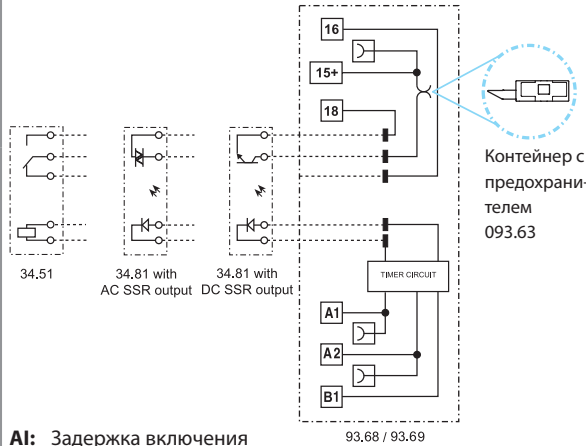 16
15+
18
Контейнер с
предохрани-
телем
093.63
34.51
34.81 with
AC SSR output
34.81 with
DC SSR output
TIMER CIRCUIT
A1
A2
B1
93.68 / 93.69
AI: Задержка включения